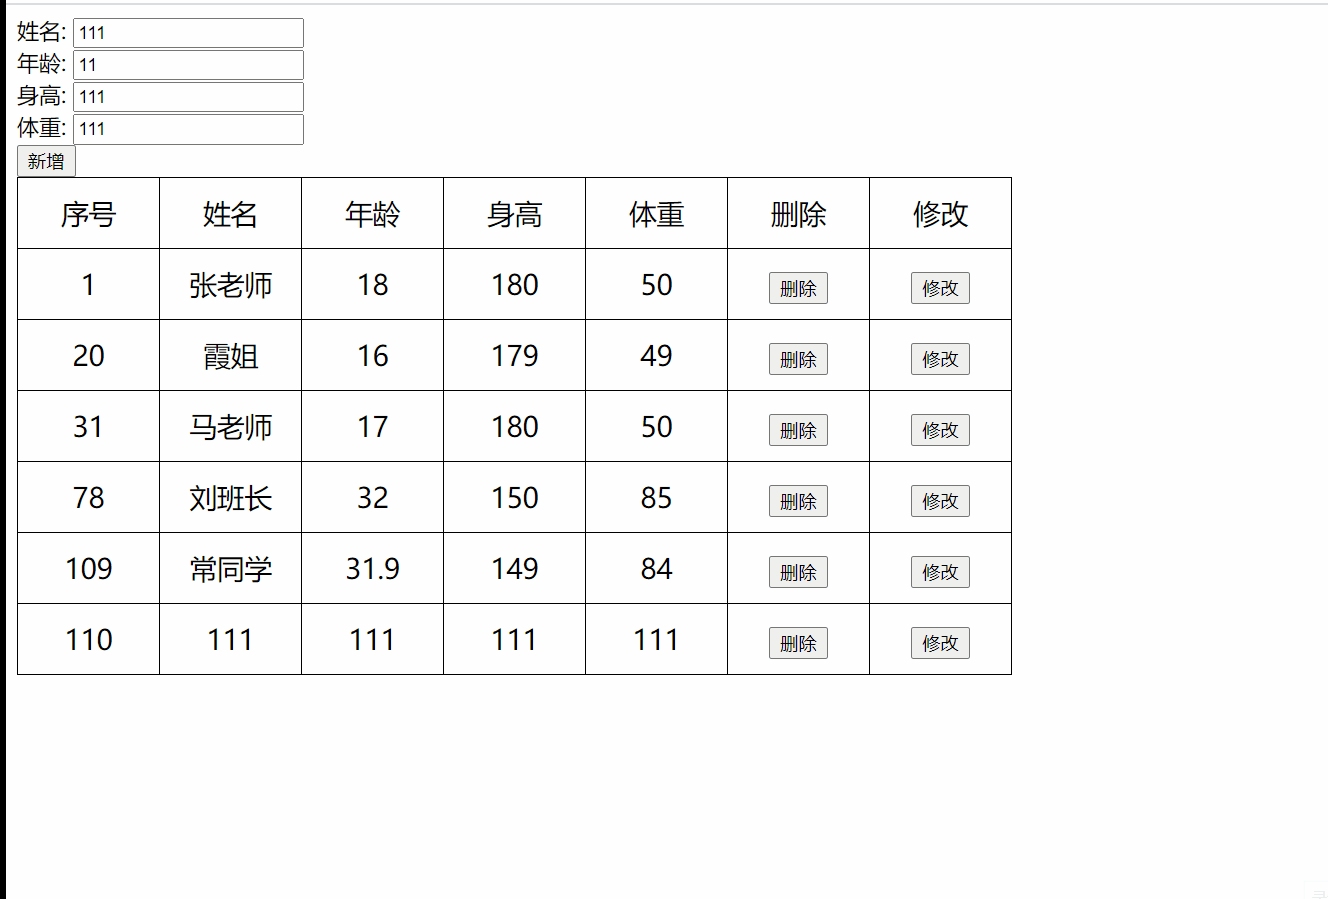 姓名: 111
年龄: 11
身高: 111
体重: 111
新增
序号 姓名 年龄 身高 体重 删除 修改
1 张老师 18 180 50 删除 修改
20 霞姐 16 179 49 删除 修改
31 马老师 17 180 50 删除 修改
78 刘班长 32 150 85 删除 修改
109 常同学 31.9 149 84 删除 修改
110 111 111 111 111 删除 修改